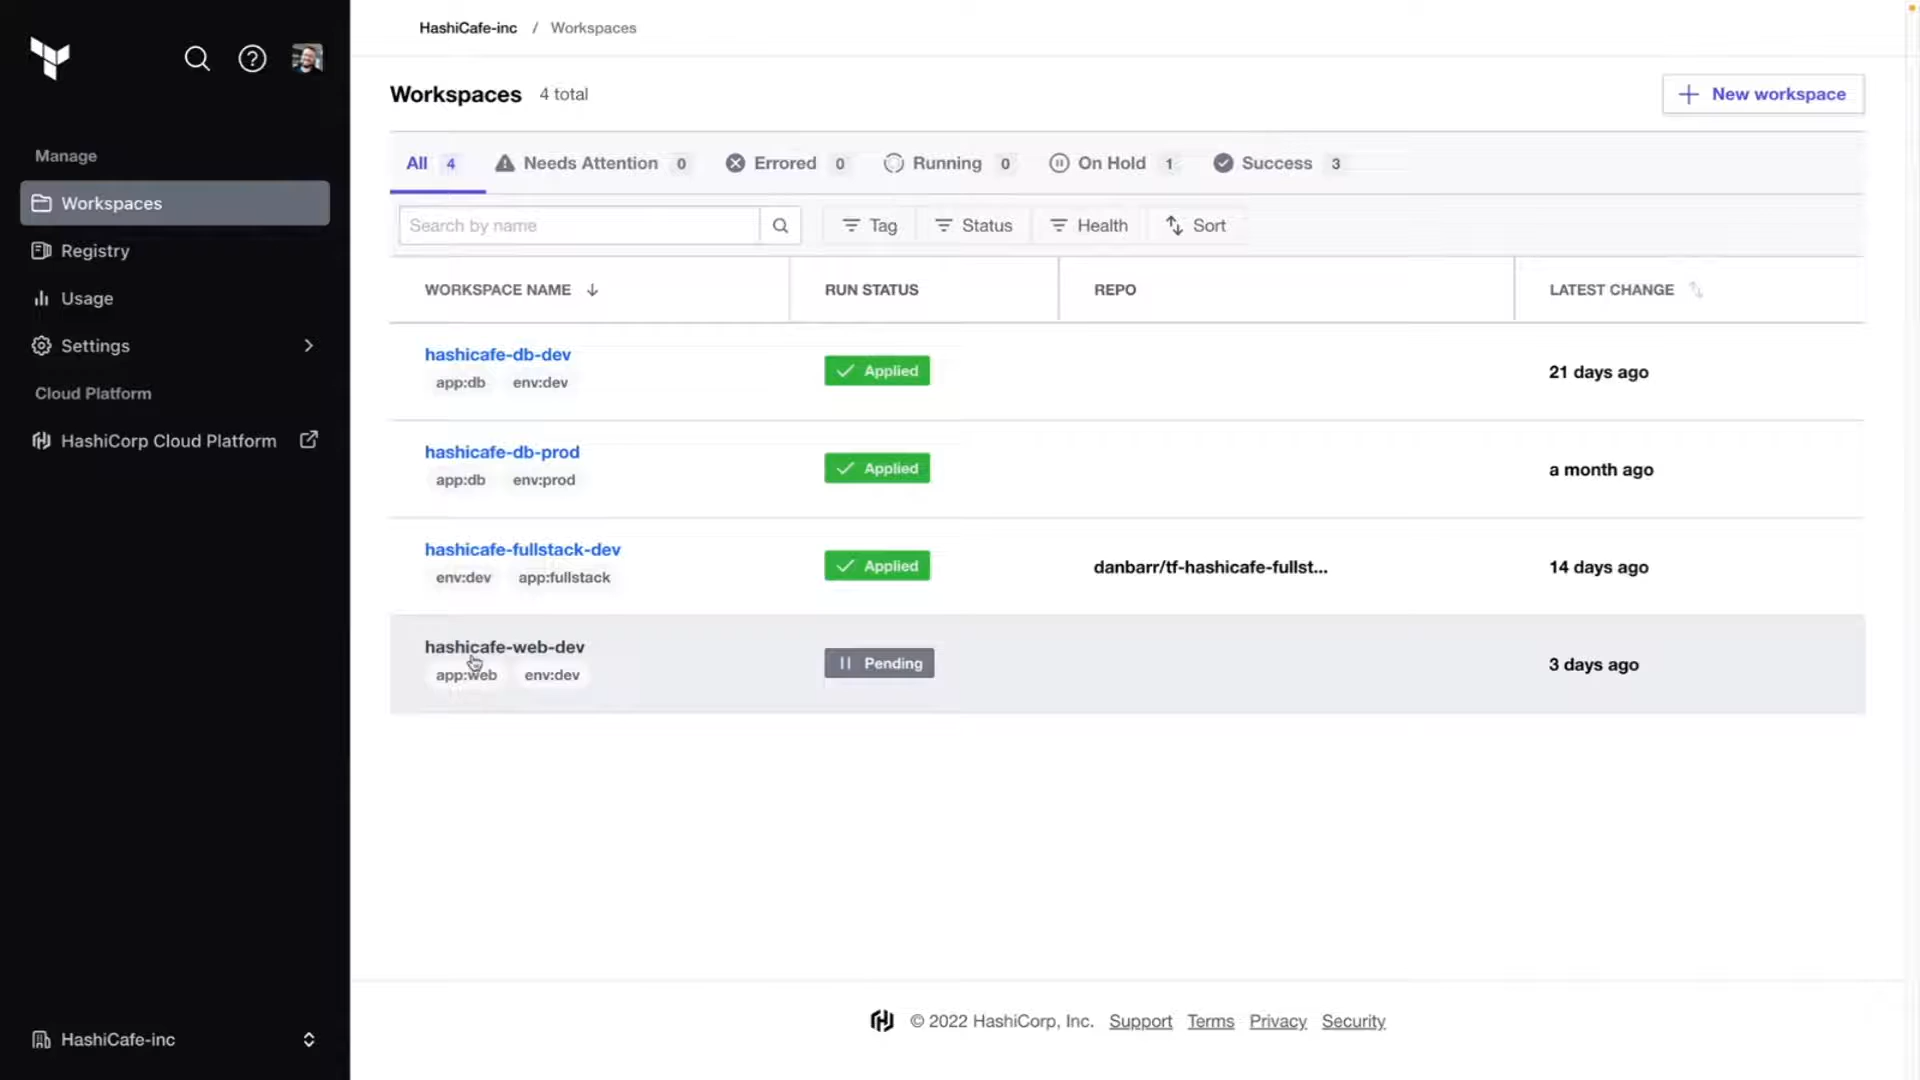 HashiCafe-inc / Workspaces
Workspaces 4 total
New workspace
Manage
Workspaces
Registry
Usage
Settings
Cloud Platform
HashiCorp Cloud Platform
HashiCafe-inc
All 4 Needs Attention 0 Errored 0 Running 0 On Hold 1 Success 3
Search by name Tag Status Health Sort
WORKSPACE NAME RUN STATUS REPO LATEST CHANGE
hashicafe-db-dev
app:db env:dev
Applied
21 days ago
hashicafe-db-prod
app:db env:prod
Applied
a month ago
hashicafe-fullstack-dev
env:dev app:fullstack
Applied
danbarr/tf-hashicafe-fullst...
14 days ago
hashicafe-web-dev
app:web env:dev
Pending
3 days ago
© 2022 HashiCorp, Inc. Support Terms Privacy Security